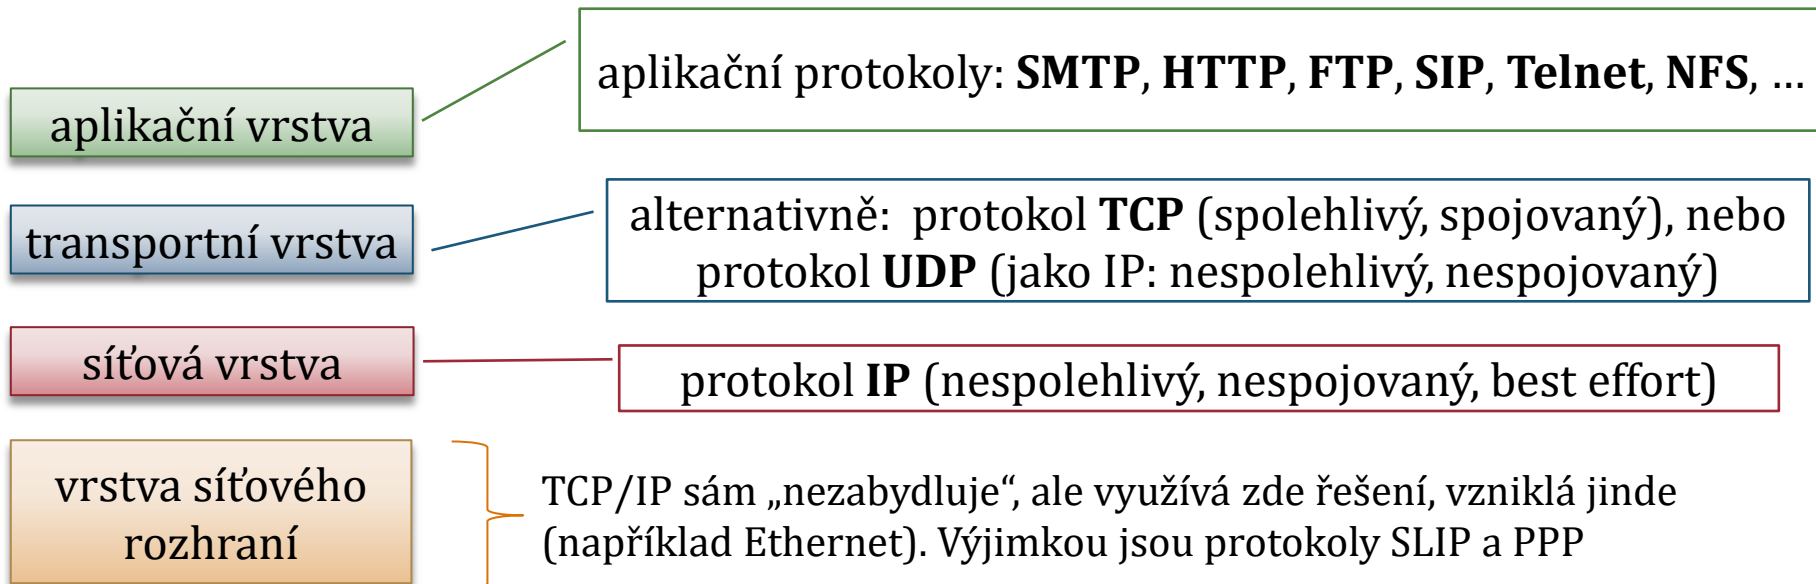 aplikační vrstva
aplikační protokoly: SMTP, HTTP, FTP, SIP, Telnet, NFS, ...
transportní vrstva
alternativně: protokol TCP (spolehlivý, spojovaný), nebo
protokol UDP (jako IP: nespolehlivý, nespojovaný)
síťová vrstva
protokol IP (nespolehlivý, nespojovaný, best effort)
vrstva síťového
rozhraní
TCP/IP sám „nezabydluje“, ale využívá zde řešení, vzniklá jinde
(například Ethernet). Výjimkou jsou protokoly SLIP a PPP